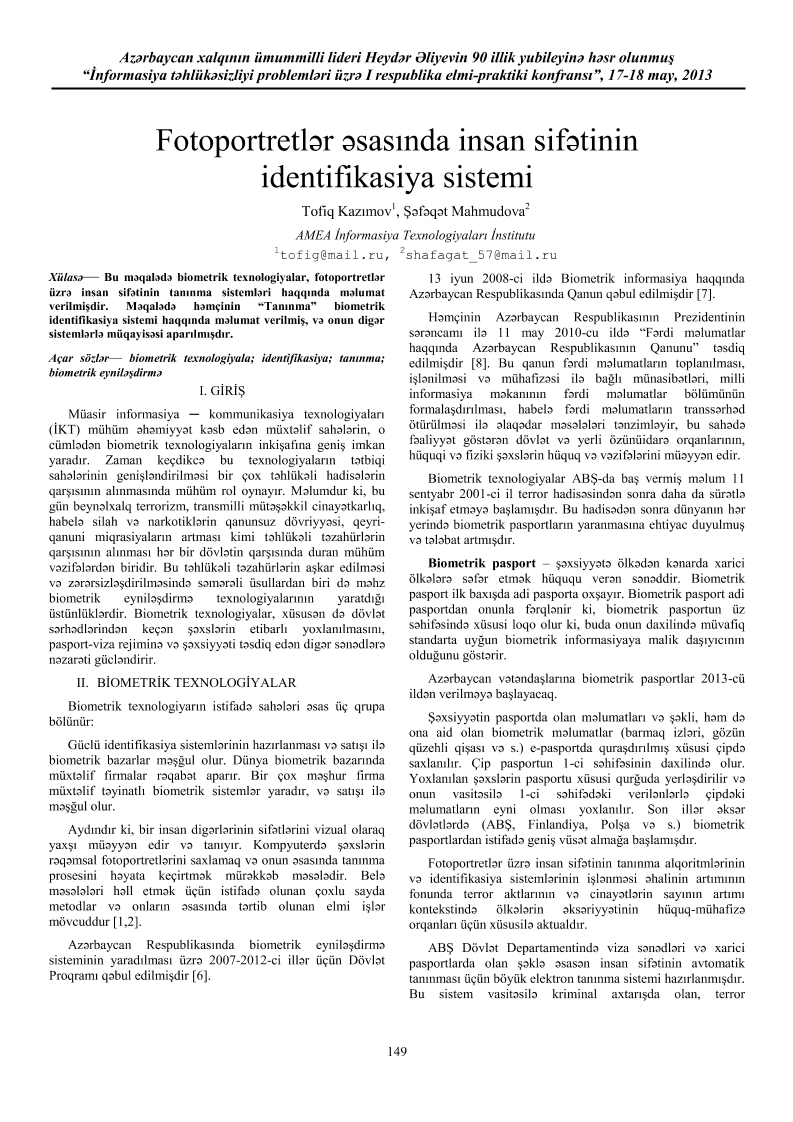 Azərbaycan xalqının ümummilli lideri Heydər Əliyevin 90 illik yubileyinə həsr olunmuş
“İnformasiya təhlükəsizliyi problemləri üzrə I respublika elmi-praktiki konfransı”, 17-18 may, 2013
Fotoportretlər əsasında insan sifətinin
identifikasiya sistemi
Tofiq Kazımov1, Şəfəqət Mahmudova2
AMEA İnformasiya Texnologiyaları İnstitutu
1tofig@mail.ru, 2shafagat_57@mail.ru
Xülasə— Bu məqalədə biometrik texnologiyalar, fotoportretlər
üzrə insan sifətinin tanınma sistemləri haqqında məlumat
verilmişdir. Məqalədə həmçinin “Tanınma” biometrik
identifikasiya sistemi haqqında məlumat verilmiş, və onun digər
sistemlərlə müqayisəsi aparılmışdır.
Açar sözlər— biometrik texnologiyala; identifikasiya; tanınma;
biometrik eyniləşdirmə
I. GİRİŞ
Müasir informasiya ─ kommunikasiya texnologiyaları
(İKT) mühüm əhəmiyyət kəsb edən müxtəlif sahələrin, o
cümlədən biometrik texnologiyaların inkişafına geniş imkan
yaradır. Zaman keçdikcə bu texnologiyaların tətbiqi
sahələrinin genişləndirilməsi bir çox təhlükəli hadisələrin
qarşısının alınmasında mühüm rol oynayır. Məlumdur ki, bu
gün beynəlxalq terrorizm, transmilli mütəşəkkil cinayətkarlıq,
habelə silah və narkotiklərin qanunsuz dövriyyəsi, qeyri-
qanuni miqrasiyaların artması kimi təhlükəli təzahürlərin
qarşısının alınması hər bir dövlətin qarşısında duran mühüm
vəzifələrdən biridir. Bu təhlükəli təzahürlərin aşkar edilməsi
və zərərsizləşdirilməsində səmərəli üsullardan biri də məhz
biometrik eyniləşdirmə texnologiyalarının yaratdığı
üstünlüklərdir. Biometrik texnologiyalar, xüsusən də dövlət
sərhədlərindən keçən şəxslərin etibarlı yoxlanılmasını,
pasport-viza rejiminə və şəxsiyyəti təsdiq edən digər sənədlərə
nəzarəti gücləndirir.
II. BİOMETRİK TEXNOLOGİYALAR
Biometrik texnologiyarın istifadə sahələri əsas üç qrupa
bölünür:
Güclü identifikasiya sistemlərinin hazırlanması və satışı ilə
biometrik bazarlar məşğul olur. Dünya biometrik bazarında
müxtəlif firmalar rəqabət aparır. Bir çox məşhur firma
müxtəlif təyinatlı biometrik sistemlər yaradır, və satışı ilə
məşğul olur.
Aydındır ki, bir insan digərlərinin sifətlərini vizual olaraq
yaxşı müəyyən edir və tanıyır. Komputerdə şəxslərin
rəqəmsal fotoportretlərini saxlamaq və onun əsasında tanınma
prosesini həyata keçirtmək mürəkkəb məsələdir. Belə
məsələləri həll etmək üçün istifadə olunan çoxlu sayda
metodlar və onların əsasında tərtib olunan elmi işlər
mövcuddur [1,2].
Azərbaycan Respublikasında biometrik eyniləşdirmə
sisteminin yaradılması üzrə 2007-2012-ci illər üçün Dövlət
Proqramı qəbul edilmişdir [6].
13 iyun 2008-ci ildə Biometrik informasiya haqqında
Azərbaycan Respublikasında Qanun qəbul edilmişdir [7].
Həmçinin Azərbaycan Respublikasının Prezidentinin
sərəncamı ilə 11 may 2010-cu ildə “Fərdi məlumatlar
haqqında Azərbaycan Respublikasının Qanunu” təsdiq
edilmişdir [8]. Bu qanun fərdi məlumatların toplanılması,
işlənilməsi və mühafizəsi ilə bağlı münasibətləri, milli
informasiya məkanının fərdi məlumatlar bölümünün
formalaşdırılması, habelə fərdi məlumatların transsərhəd
ötürülməsi ilə əlaqədar məsələləri tənzimləyir, bu sahədə
fəaliyyət göstərən dövlət və yerli özünüidarə orqanlarının,
hüquqi və fiziki şəxslərin hüquq və vəzifələrini müəyyən edir.
Biometrik texnologiyalar ABŞ-da baş vermiş məlum 11
sentyabr 2001-ci il terror hadisəsindən sonra daha da sürətlə
inkişaf etməyə başlamışdır. Bu hadisədən sonra dünyanın hər
yerində biometrik pasportların yaranmasına ehtiyac duyulmuş
və tələbat artmışdır.
Biometrik pasport – şəxsiyyətə ölkədən kənarda xarici
ölkələrə səfər etmək hüququ verən sənəddir. Biometrik
pasport ilk baxışda adi pasporta oxşayır. Biometrik pasport adi
pasportdan onunla fərqlənir ki, biometrik pasportun üz
səhifəsində xüsusi loqo olur ki, buda onun daxilində müvafiq
standarta uyğun biometrik informasiyaya malik daşıyıcının
olduğunu göstərir.
Azərbaycan vətəndaşlarına biometrik pasportlar 2013-cü
ildən verilməyə başlayacaq.
Şəxsiyyətin pasportda olan məlumatları və şəkli, həm də
ona aid olan biometrik məlumatlar (barmaq izləri, gözün
qüzehli qişası və s.) e-pasportda quraşdırılmış xüsusi çipdə
saxlanılır. Çip pasportun 1-ci səhifəsinin daxilində olur.
Yoxlanılan şəxslərin pasportu xüsusi qurğuda yerləşdirilir və
onun vasitəsilə 1-ci səhifədəki verilənlərlə çipdəki
məlumatların eyni olması yoxlanılır. Son illər əksər
dövlətlərdə (ABŞ, Finlandiya, Polşa və s.) biometrik
pasportlardan istifadə geniş vüsət almağa başlamışdır.
Fotoportretlər üzrə insan sifətinin tanınma alqoritmlərinin
və identifikasiya sistemlərinin işlənməsi əhalinin artımının
fonunda terror aktlarının və cinayətlərin sayının artımı
kontekstində ölkələrin əksəriyyətinin hüquq-mühafizə
orqanları üçün xüsusilə aktualdır.
ABŞ Dövlət Departamentində viza sənədləri və xarici
pasportlarda olan şəklə əsasən insan sifətinin avtomatik
tanınması üçün böyük elektron tanınma sistemi hazırlanmışdır.
Bu sistem vasitəsilə kriminal axtarışda olan, terror
149